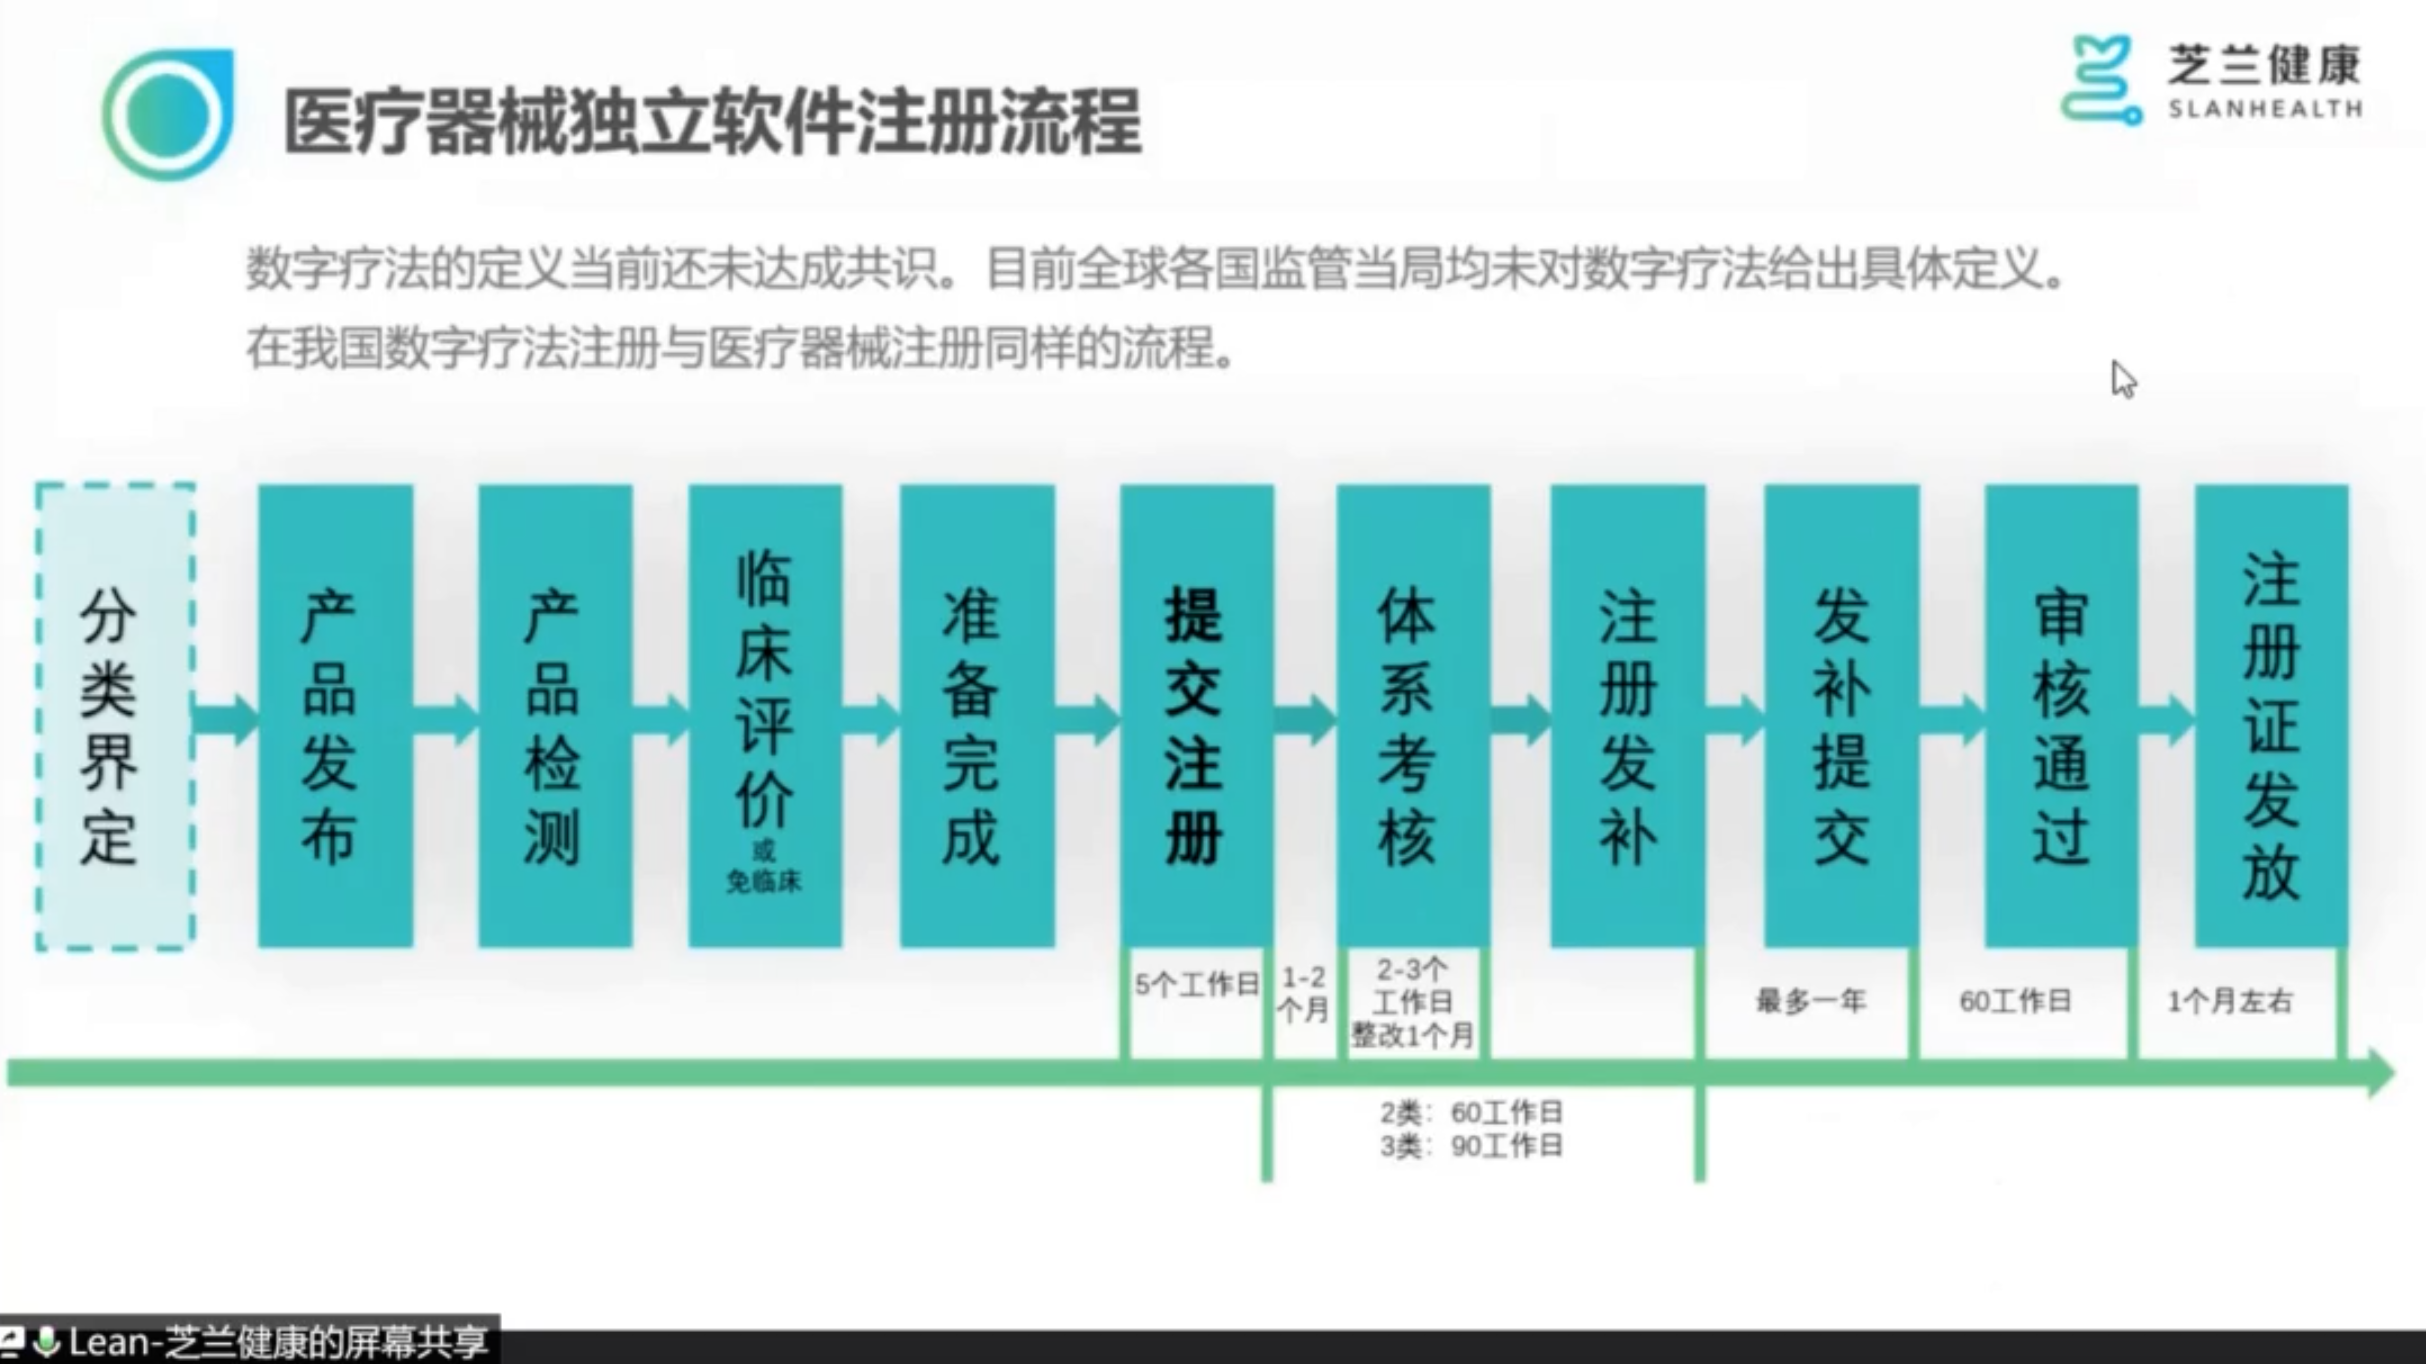 医疗器械独立软件注册流程
芝兰健康
SLANHEALTH
数字疗法的定义当前还未达成共识。目前全球各国监管当局均未对数字疗法给出具体定义。
在我国数字疗法注册与医疗器械注册同样的流程。
分类界定
产品发布
产品检测
临床评价
或
免临床
准备完成
提交注册
体系考核
注册发补
发补提交
审核通过
注册证发放
5个工作日
1-2
个月
2-3个
工作日
整改1个月
最多一年
60工作日
1个月左右
2类：60工作日
3类：90工作日
Lean-芝兰健康的屏幕共享